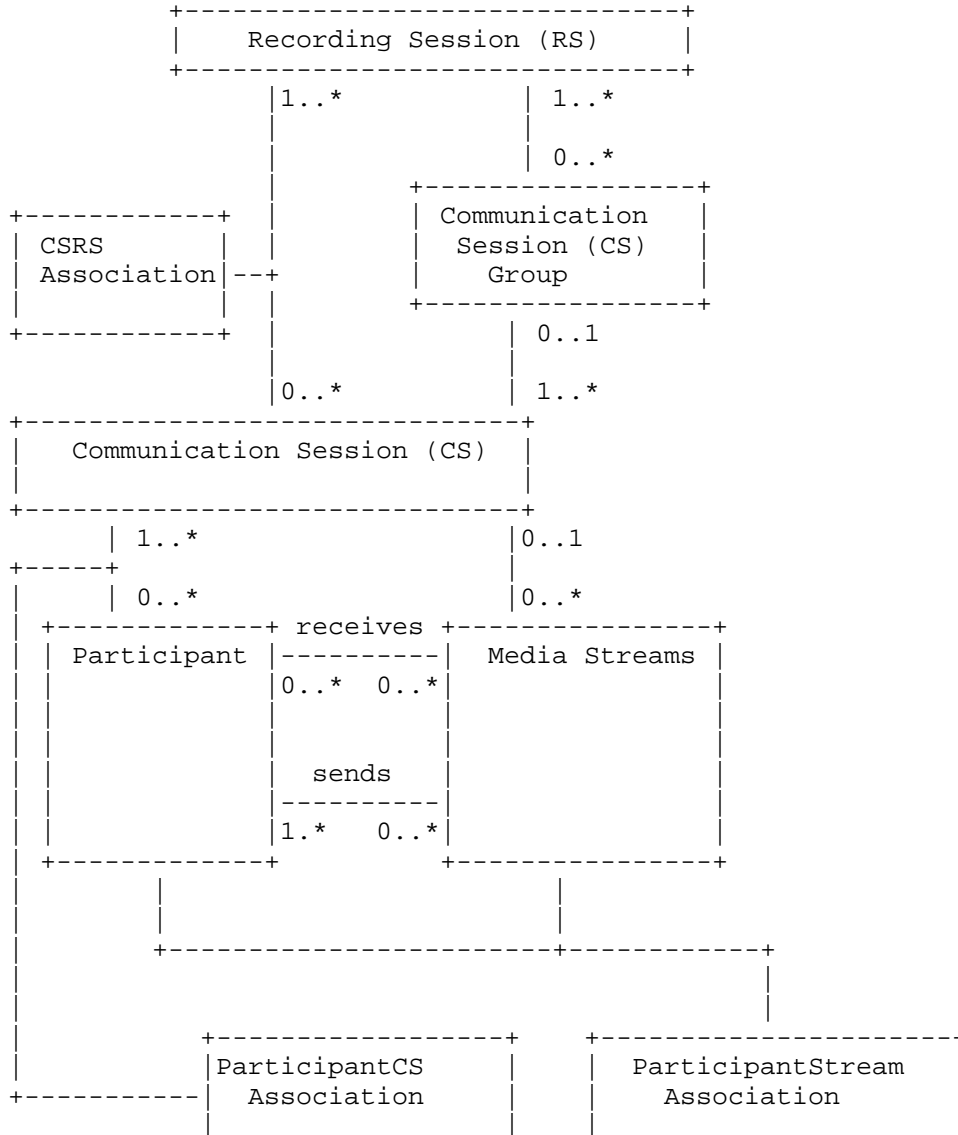 Recording Session (RS)
1..* 1..*
0..*
Communication
CSRS Session (CS)
Association Group
0..1
0..* 1..*
Communication Session (CS)
1..* 0..1
0..* 0..*
receives
Participant Media Streams
0..* 0..*
sends
1.* 0..*
ParticipantCS ParticipantStream
Association Association